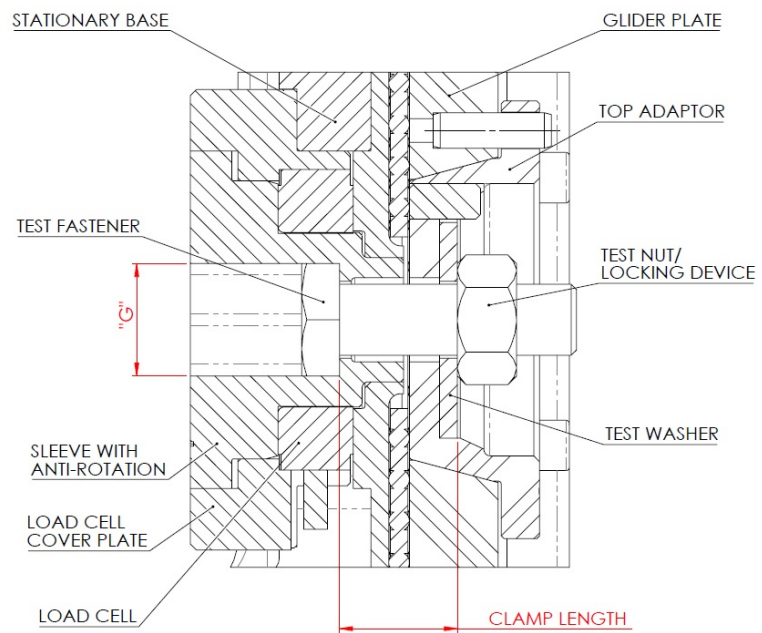 STATIONARY BASE
GLIDER PLATE
TOP ADAPTOR
TEST FASTENER
TEST NUT/
LOCKING DEVICE
"G"
SLEEVE WITH
ANTI-ROTATION
TEST WASHER
LOAD CELL
COVER PLATE
LOAD CELL
CLAMP LENGTH